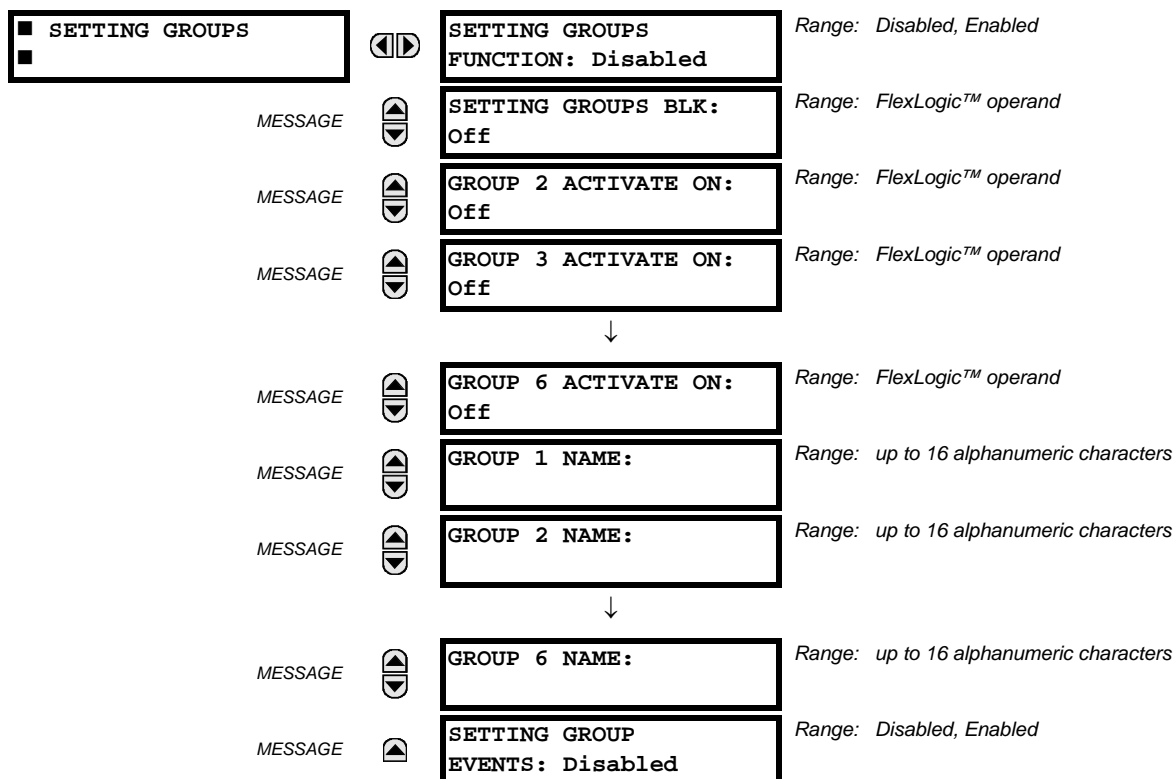 ■ SETTING GROUPS
■
SETTING GROUPS
FUNCTION: Disabled
Range: Disabled, Enabled
MESSAGE
SETTING GROUPS BLK:
Off
Range: FlexLogic™ operand
MESSAGE
GROUP 2 ACTIVATE ON:
Off
Range: FlexLogic™ operand
MESSAGE
GROUP 3 ACTIVATE ON:
Off
Range: FlexLogic™ operand
↓
MESSAGE
GROUP 6 ACTIVATE ON:
Off
Range: FlexLogic™ operand
MESSAGE
GROUP 1 NAME:
Range: up to 16 alphanumeric characters
MESSAGE
GROUP 2 NAME:
Range: up to 16 alphanumeric characters
↓
MESSAGE
GROUP 6 NAME:
Range: up to 16 alphanumeric characters
MESSAGE
SETTING GROUP
EVENTS: Disabled
Range: Disabled, Enabled